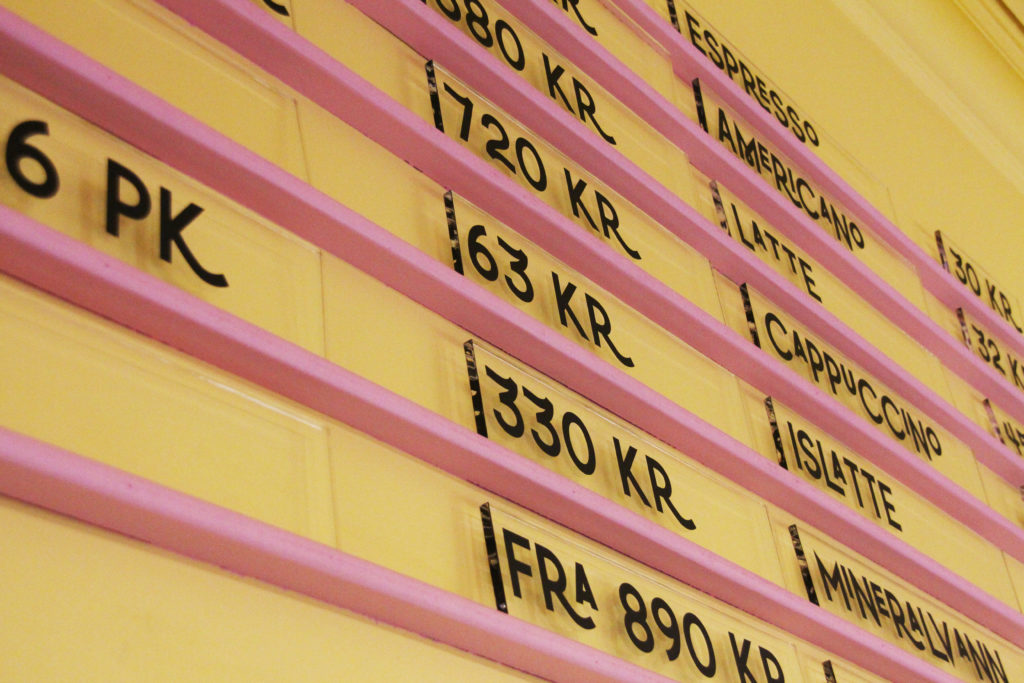 6 PK
720 KR
63 KR
330 KR
FRA 890 KR
ESPRESSO
AMERICANO
LATTE
CAPPUCCINO
ISLATTE
MINERALVANN
30 KR
32 KR